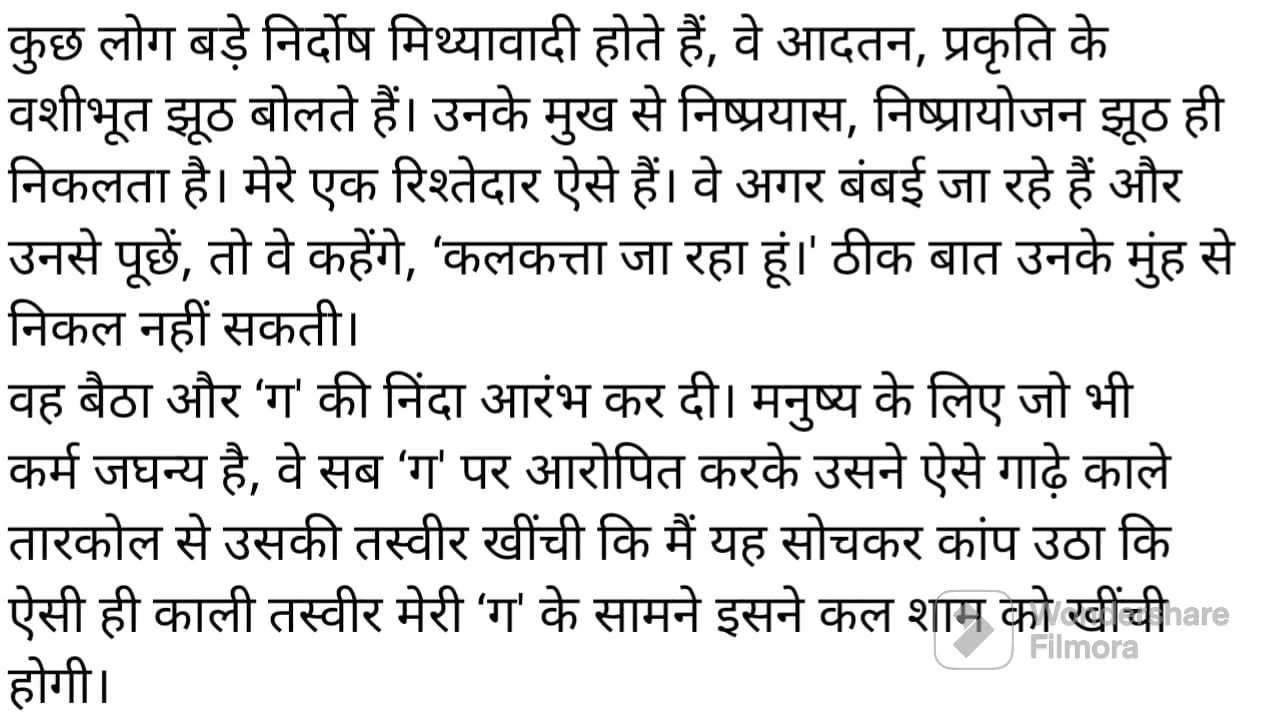 कुछ लोग बड़े निर्दोष मिथ्यावादी होते हैं, वे आदतन, प्रकृति के
वशीभूत झूठ बोलते हैं। उनके मुख से निष्प्रयास, निष्प्रायोजन झूठ ही
निकलता है। मेरे एक रिश्तेदार ऐसे हैं। वे अगर बंबई जा रहे हैं और
उनसे पूछें, तो वे कहेंगे, ‘कलकत्ता जा रहा हूं।' ठीक बात उनके मुंह से
निकल नहीं सकती।
वह बैठा और ‘ग' की निंदा आरंभ कर दी। मनुष्य के लिए जो भी
कर्म जघन्य है, वे सब ‘ग' पर आरोपित करके उसने ऐसे गाढ़े काले
तारकोल से उसकी तस्वीर खींची कि मैं यह सोचकर कांप उठा कि
ऐसी ही काली तस्वीर मेरी ‘ग' के सामने इसने कल शाम को खींची
होगी।
Wondershare
Filmora